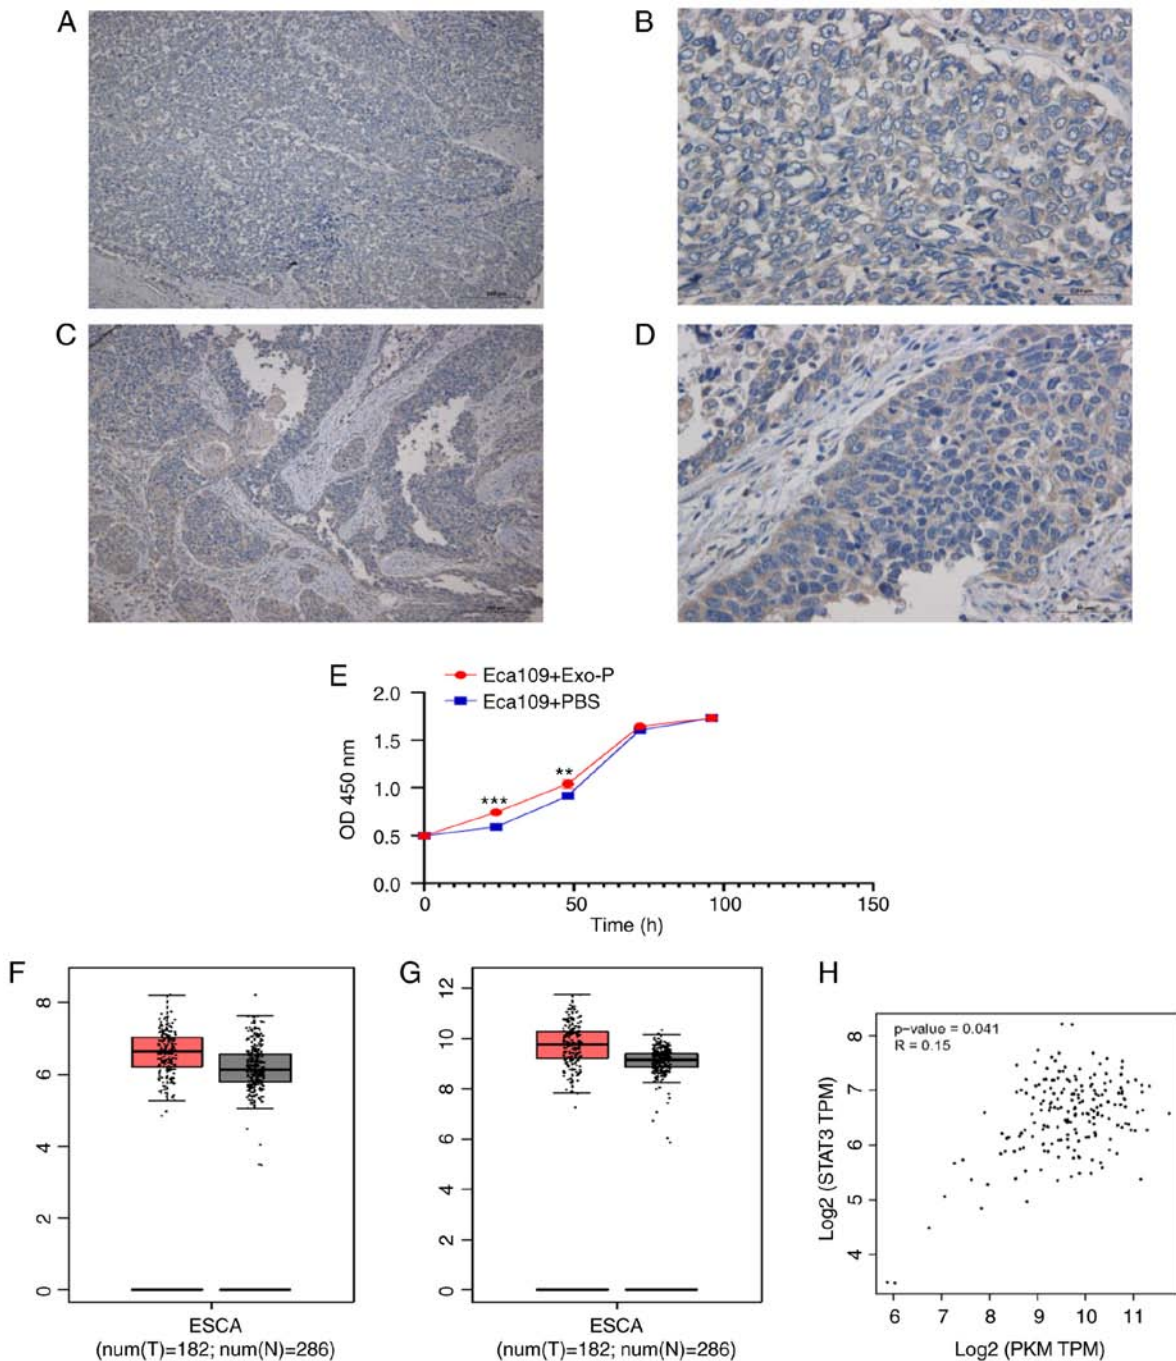 A
B
C
D
E
Eca109+Exo-P
Eca109+PBS
2.0
1.5
1.0
0.5
0.0
OD 450 nm
***
**
0
50
100
150
Time (h)
F
8
6
4
2
0
ESCA
(num(T)=182; num(N)=286)
G
12
10
8
6
4
2
0
ESCA
(num(T)=182; num(N)=286)
H
p-value = 0.041
R = 0.15
8
7
6
5
4
Log2 (STAT3 TPM)
6
7
8
9
10
11
Log2 (PKM TPM)